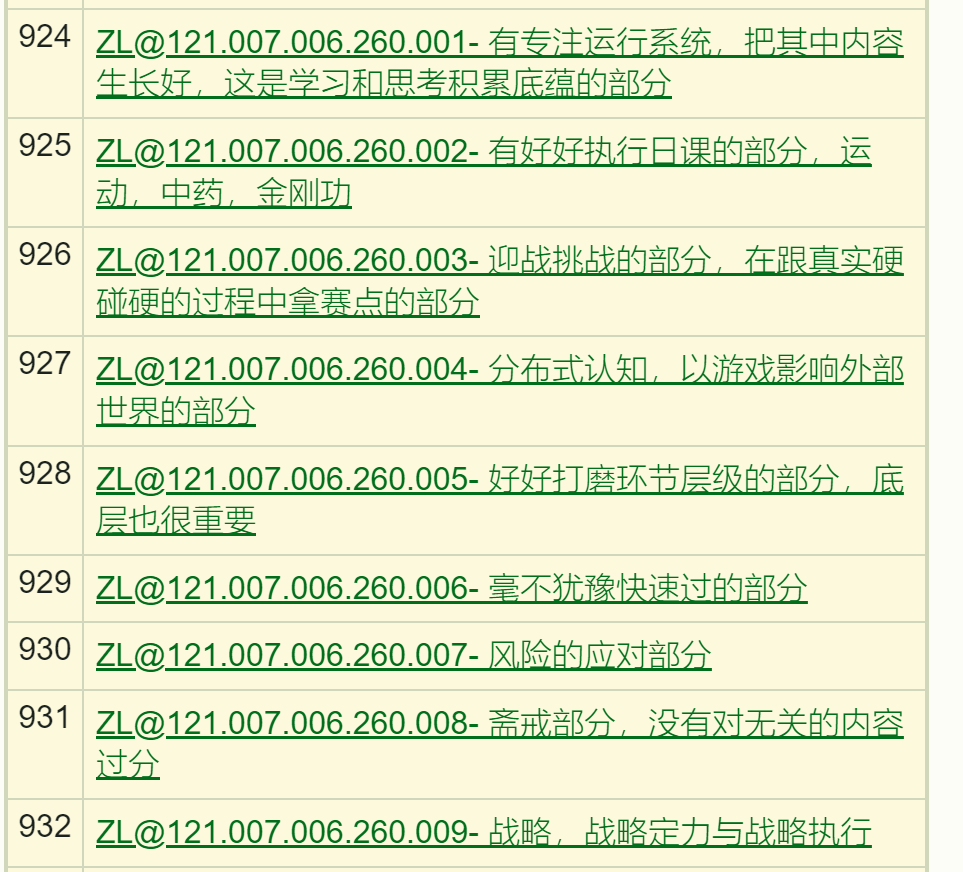 924
ZL@121.007.006.260.001- 有专注运行系统，把其中内容
生长好，这是学习和思考积累底蕴的部分
925
ZL@121.007.006.260.002- 有好好执行日课的部分，运
动，中药，金刚功
926
ZL@121.007.006.260.003- 迎战挑战的部分，在跟真实硬
碰硬的过程中拿赛点的部分
927
ZL@121.007.006.260.004- 分布式认知，以游戏影响外部
世界的部分
928
ZL@121.007.006.260.005- 好好打磨环节层级的部分，底
层也很重要
929
ZL@121.007.006.260.006- 毫不犹豫快速过的部分
930
ZL@121.007.006.260.007- 风险的应对部分
931
ZL@121.007.006.260.008- 斋戒部分，没有对无关的内容
过分
932
ZL@121.007.006.260.009- 战略，战略定力与战略执行